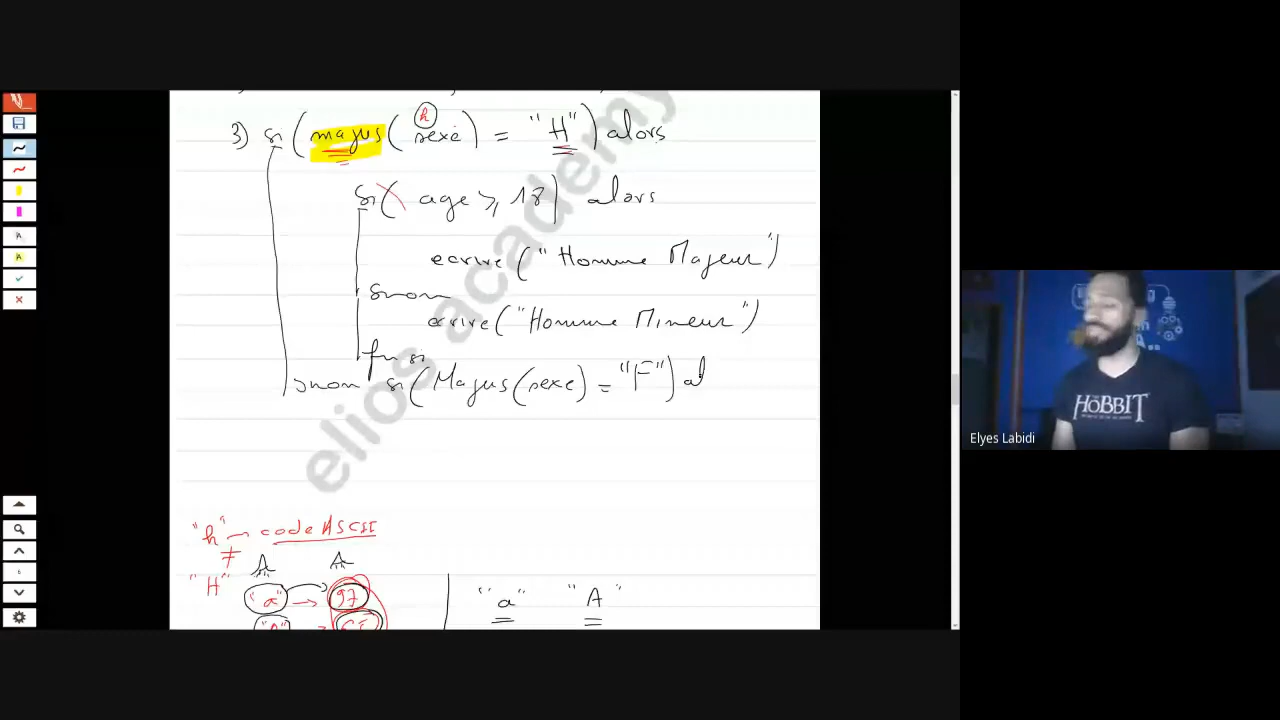 3) si (majus (sexe) = "H") alors
h
si ( age ≥ 18) alors
ecrire ("Homme Majeur")
sinon
ecrire ("Homme Mineur")
fin si
sinon si (Majus (sexe) = "F") al
elios academy
"h" → code ASCII
≠
"H"
A A
"a" → 97
"a" "A"
HOBBIT
Elyes Labidi